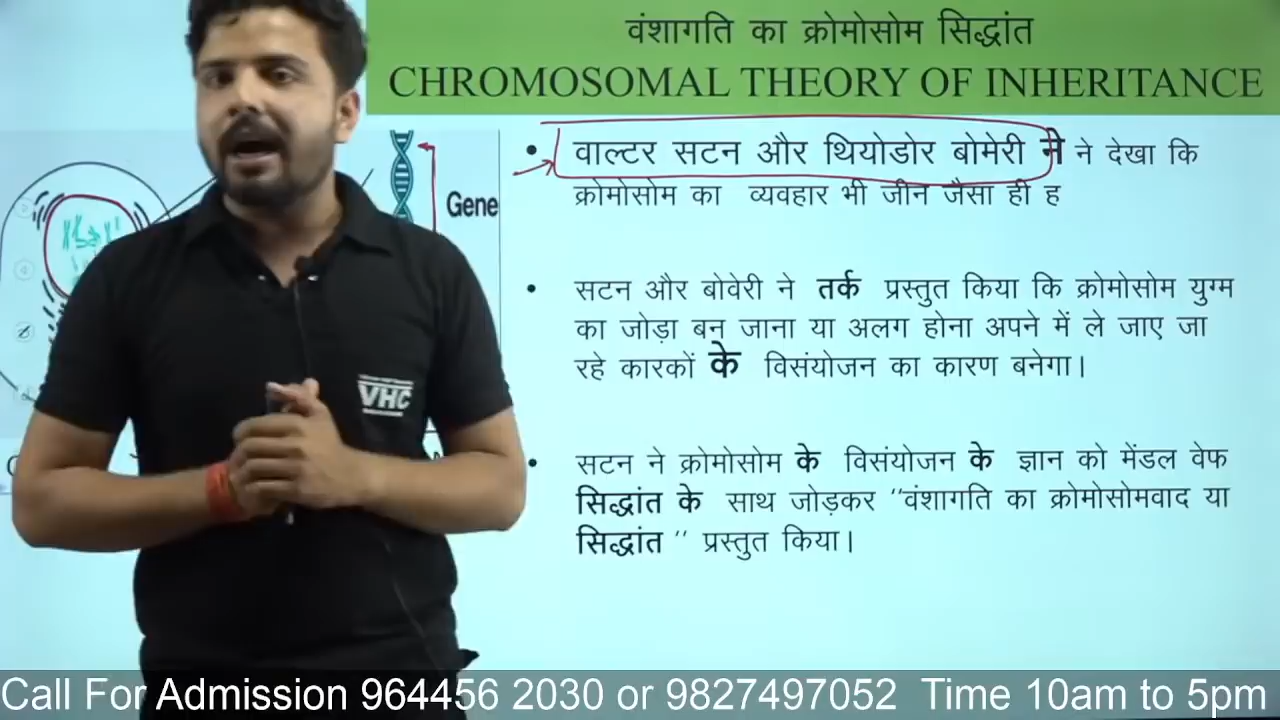 वंशागति का क्रोमोसोम सिद्धांत
CHROMOSOMAL THEORY OF INHERITANCE
• वाल्टर सटन और थियोडोर बोमेरी ने ने देखा कि
क्रोमोसोम का व्यवहार भी जीन जैसा ही ह
• सटन और बोवेरी ने तर्क प्रस्तुत किया कि क्रोमोसोम युग्म
का जोड़ा बन जाना या अलग होना अपने में ले जाए जा
रहे कारकों के विसंयोजन का कारण बनेगा।
• सटन ने क्रोमोसोम के विसंयोजन के ज्ञान को मेंडल वेफ
सिद्धांत के साथ जोड़कर ‘‘वंशागति का क्रोमोसोमवाद या
सिद्धांत ’’ प्रस्तुत किया।
Gene
VHC
Call For Admission 964456 2030 or 9827497052 Time 10am to 5pm